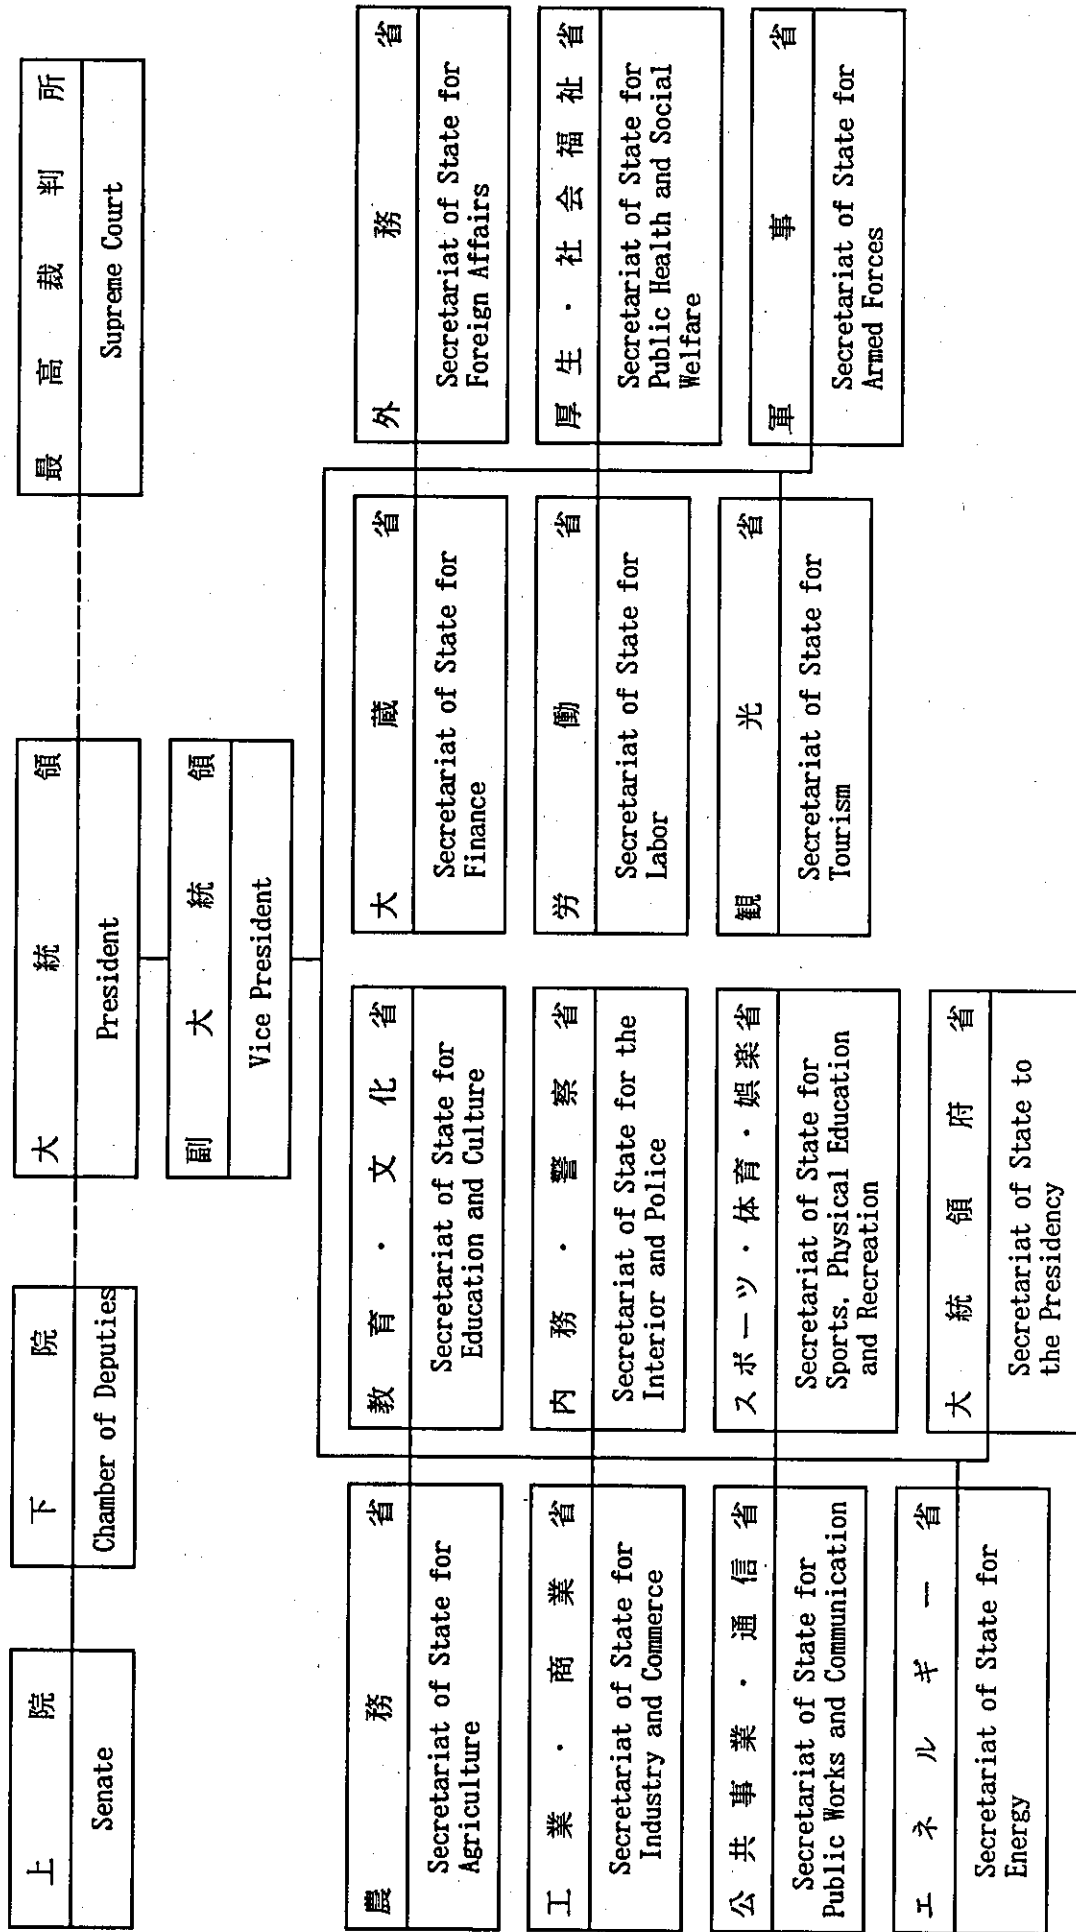 上院
Senate
下院
Chamber of Deputies
大統領
President
最高裁判所
Supreme Court
副大統領
Vice President
農務省
Secretariat of State for
Agriculture
教育・文化省
Secretariat of State for
Education and Culture
大蔵省
Secretariat of State for
Finance
外務省
Secretariat of State for
Foreign Affairs
工業・商業省
Secretariat of State for
Industry and Commerce
内務・警察省
Secretariat of State for the
Interior and Police
労働省
Secretariat of State for
Labor
厚生・社会福祉省
Secretariat of State for
Public Health and Social
Welfare
公共事業・通信省
Secretariat of State for
Public Works and Communication
スポーツ・体育・娯楽省
Secretariat of State for
Sports, Physical Education
and Recreation
観光省
Secretariat of State for
Tourism
軍事省
Secretariat of State for
Armed Forces
エネルギー省
Secretariat of State for
Energy
大統領府省
Secretariat of State to
the Presidency